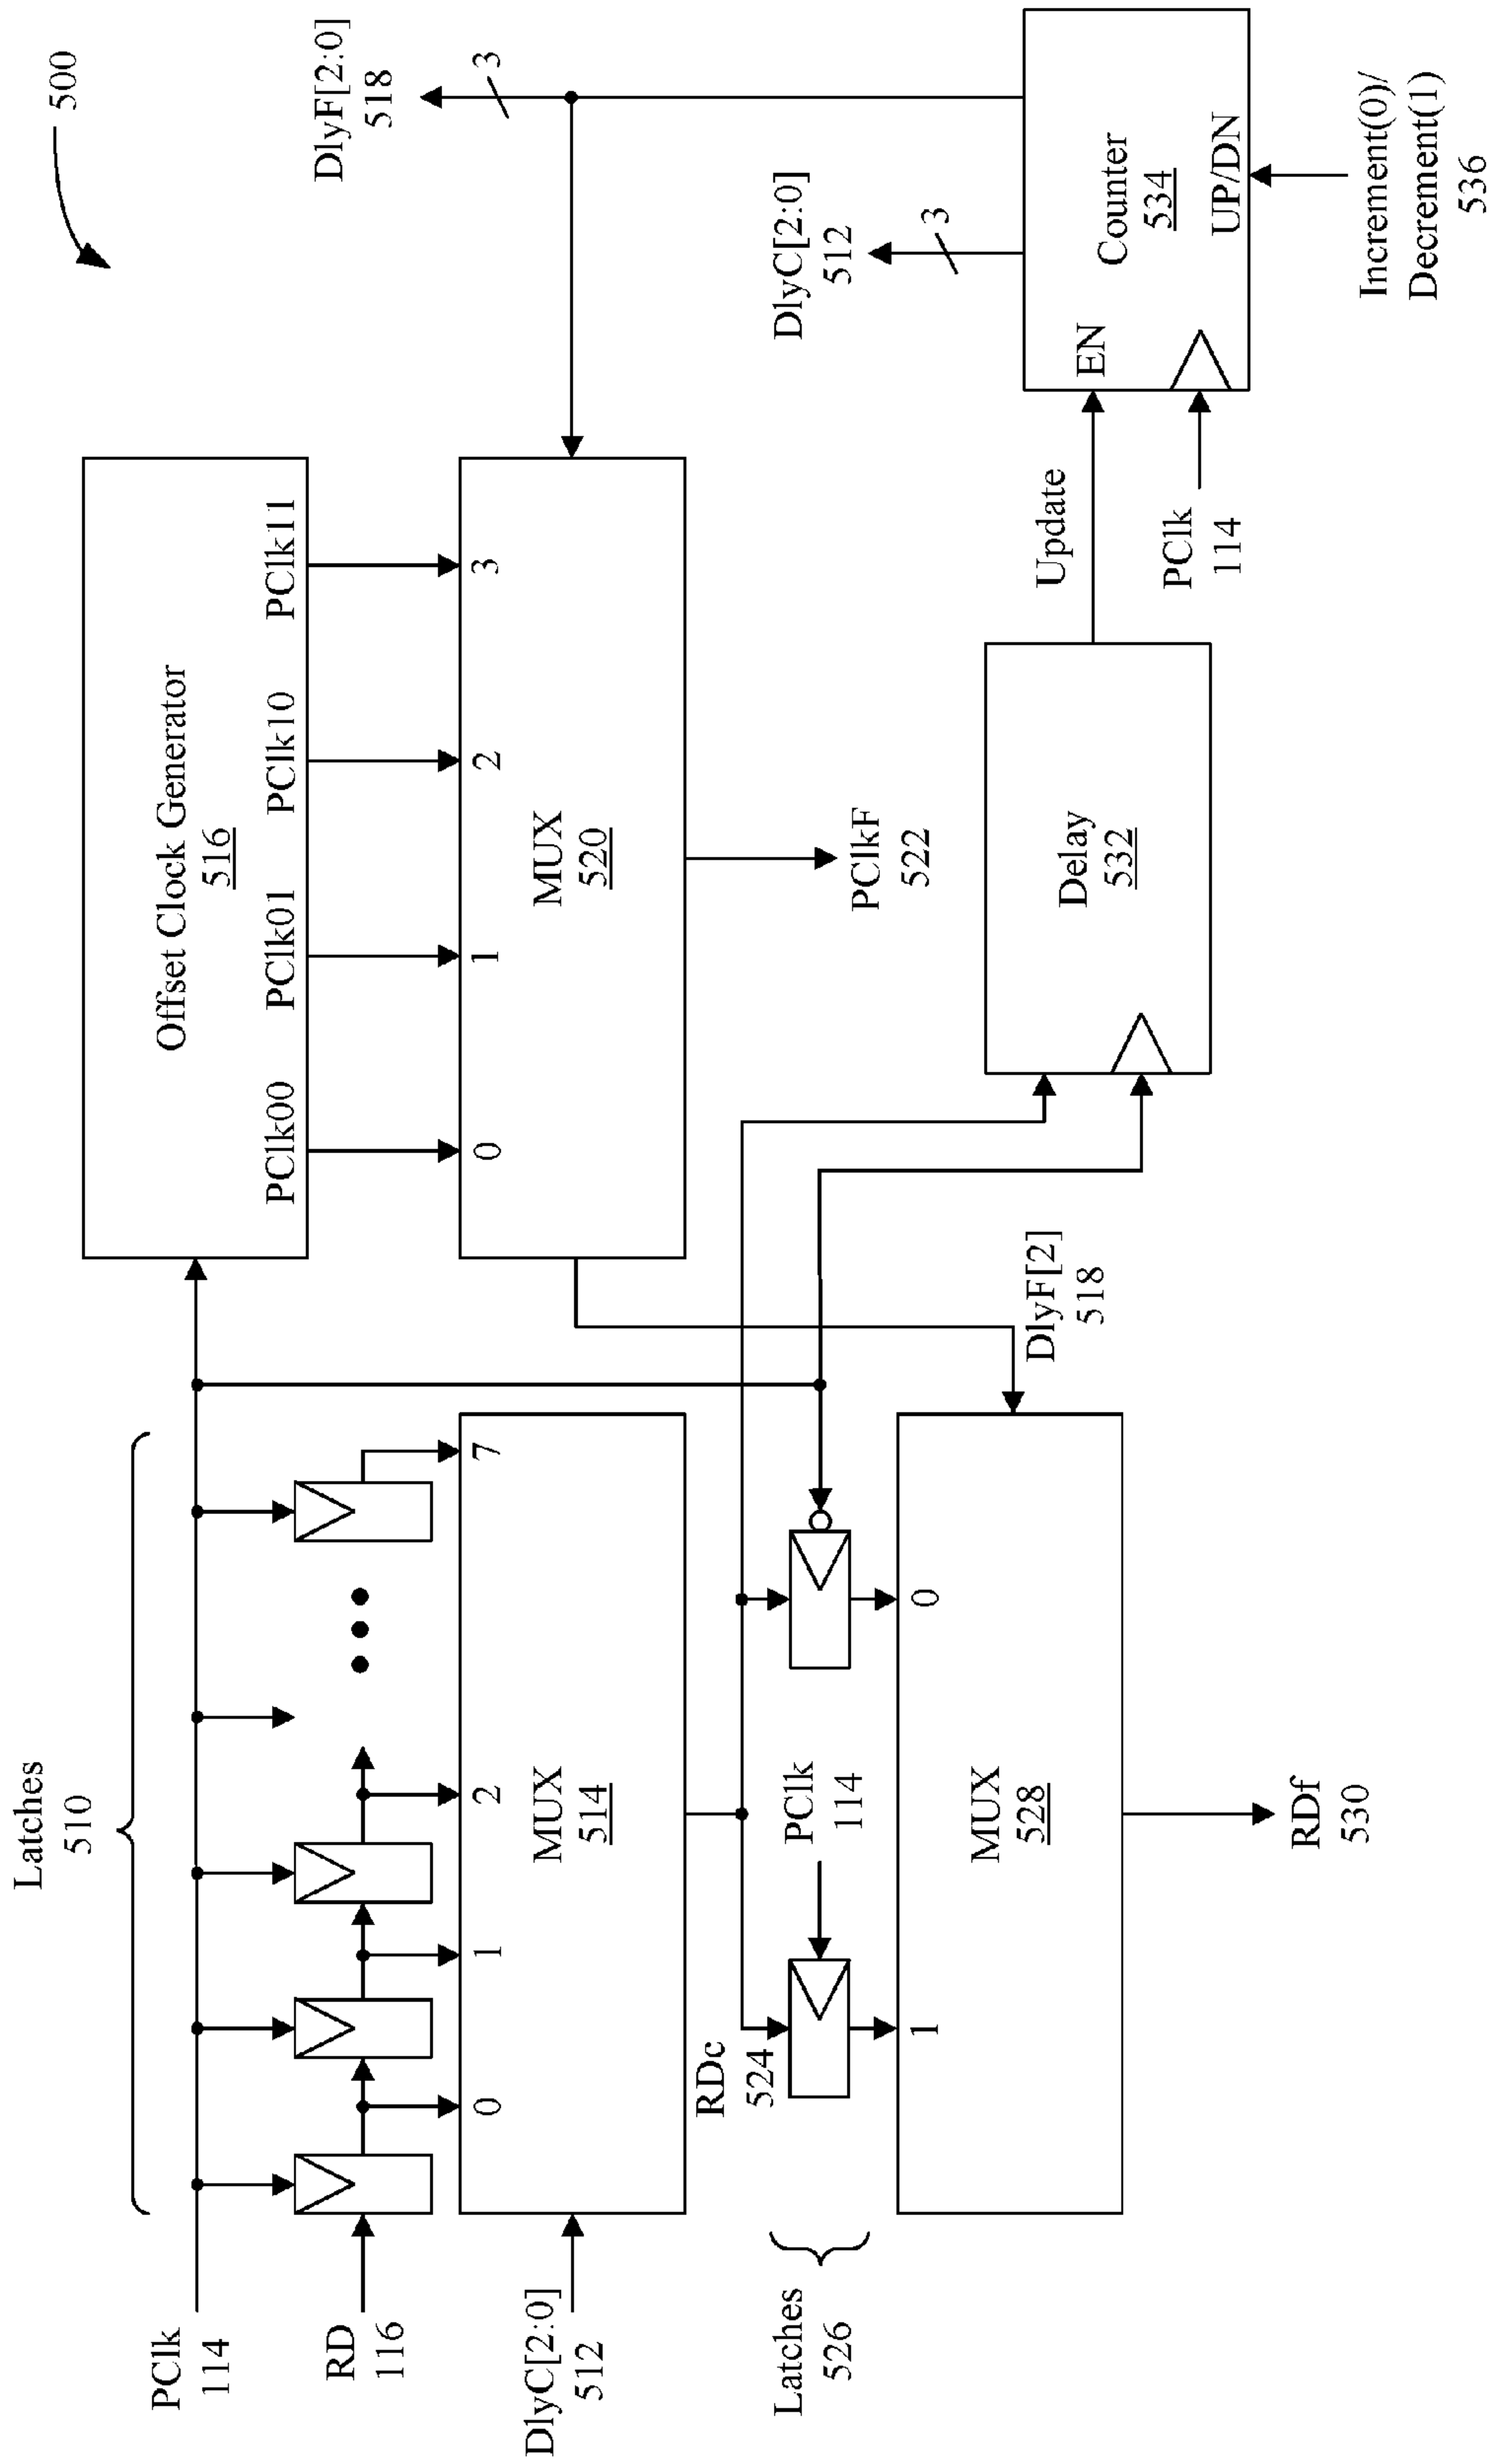 500
Latches
510
PClk
114
RD
116
DlyC[2:0]
512
0
1
2
7
MUX
514
Offset Clock Generator
516
PClk00
PClk01
PClk10
PClk11
0
1
2
3
MUX
520
DlyF[2:0]
518
3
PClkF
522
RDc
524
Latches
526
PClk
114
1
0
MUX
528
DlyF[2]
518
RDf
530
Delay
532
Update
PClk
114
DlyC[2:0]
512
3
EN
Counter
534
UP/DN
Increment(0)/
Decrement(1)
536